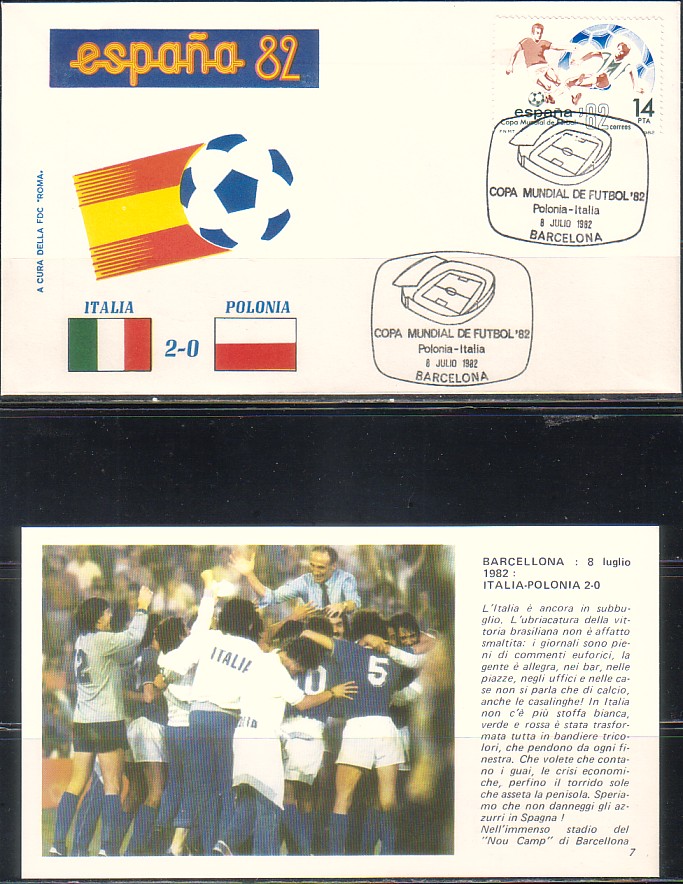 españa 82
A CURA DELLA FDC "ROMA.
ITALIA
POLONIA
2-0
españa '82
14
PTA
Copa Mundial de Fútbol
correos
COPA MUNDIAL DE FUTBOL'82
Polonia-Italia
8 JULIO 1982
BARCELONA
COPA MUNDIAL DE FUTBOL'82
Polonia-Italia
8 JULIO 1982
BARCELONA
2
ITALIA
5
BARCELLONA : 8 luglio
1982 :
ITALIA-POLONIA 2-0
L'Italia è ancora in subbu-
glio. L'ubriacatura della vit-
toria brasiliana non è affatto
smaltita: i giornali sono pie-
ni di commenti euforici, la
gente è allegra, nei bar, nelle
piazze, negli uffici e nelle ca-
se non si parla che di calcio,
anche le casalinghe! In Italia
non c'è più stoffa bianca,
verde e rossa è stata trasfor-
mata tutta in bandiere trico-
lori, che pendono da ogni fi-
nestra. Che volete che conta-
no i guai, le crisi economi-
che, perfino il torrido sole
che asseta la penisola. Speria-
mo che non danneggi gli az-
zurri in Spagna !
Nell'immenso stadio del
"Nou Camp" di Barcellona
7